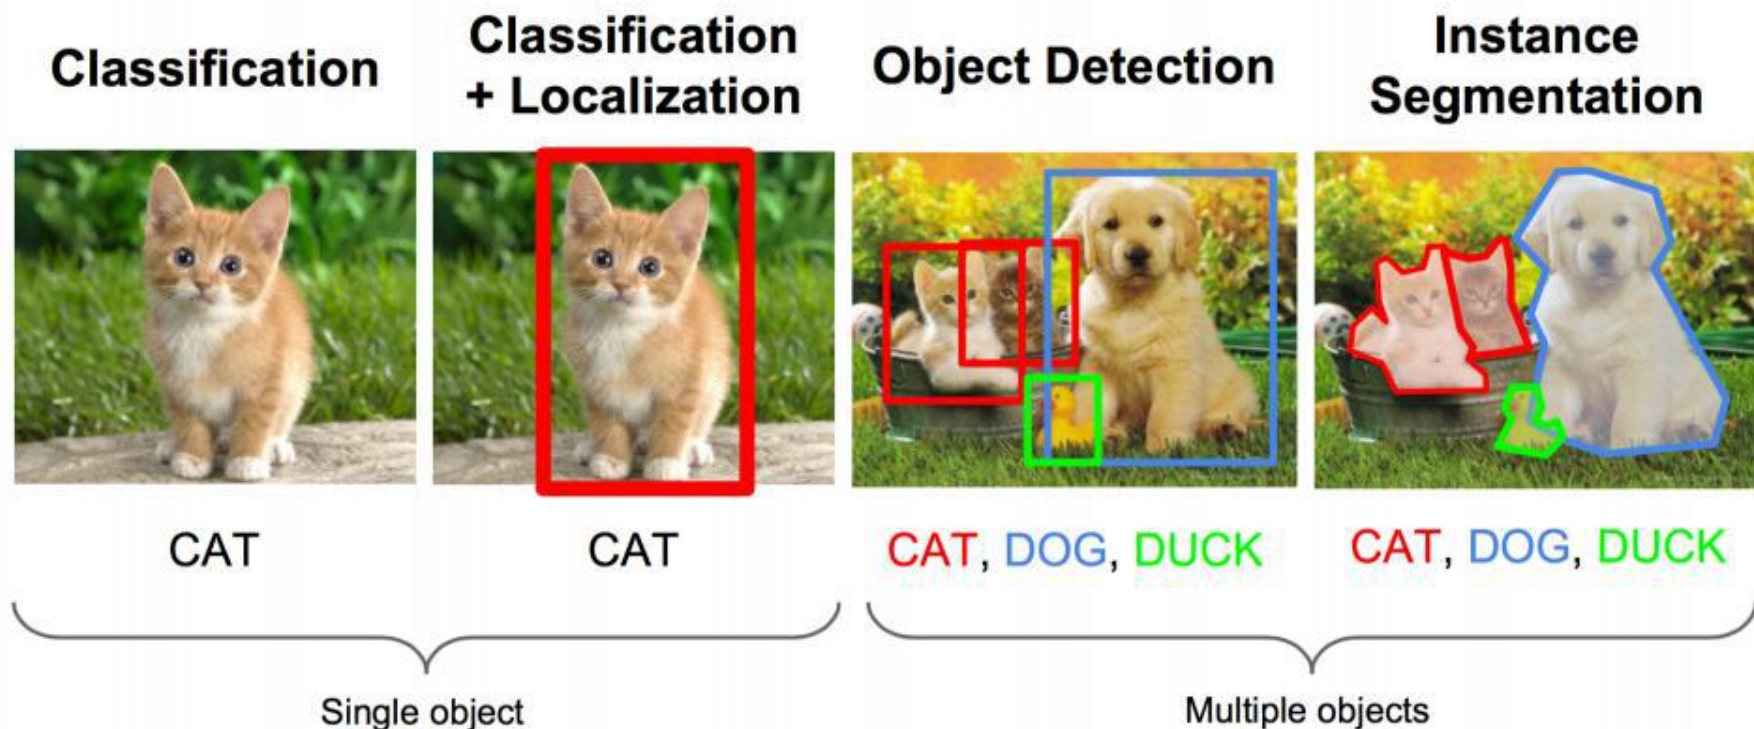 Classification
Classification
+ Localization
Object Detection
Instance
Segmentation
CAT
CAT
CAT, DOG, DUCK
CAT, DOG, DUCK
Single object
Multiple objects